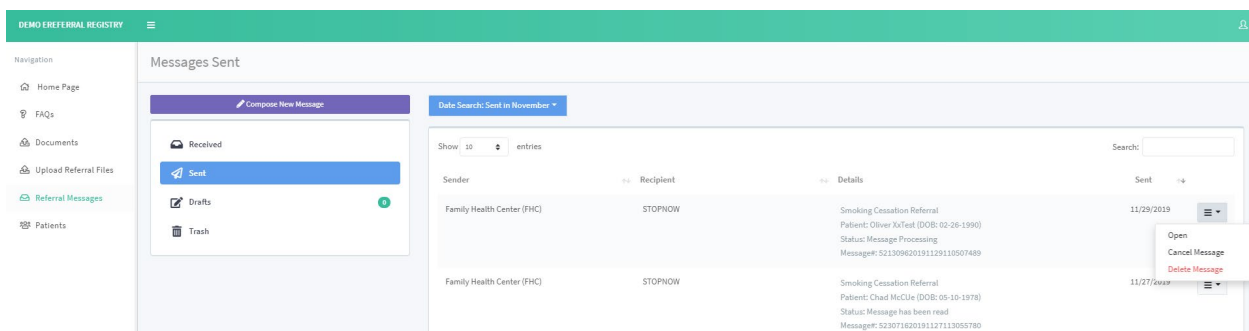 DEMO EREFERRAL REGISTRY
Navigation
Home Page
FAQs
Documents
Upload Referral Files
Referral Messages
Patients
Messages Sent
Compose New Message
Received
Sent
Drafts 0
Trash
Date Search: Sent in November
Show 10 entries
Search:
Sender Recipient Details Sent
Family Health Center (FHC) STOPNOW Smoking Cessation Referral 11/29/2019
Patient: Oliver XxTest (DOB: 02-26-1990)
Status: Message Processing
Message#: 521309620191129110507489
Open
Cancel Message
Delete Message
Family Health Center (FHC) STOPNOW Smoking Cessation Referral 11/27/2019
Patient: Chad McCUe (DOB: 05-10-1978)
Status: Message has been read
Message#: 523071620191127113055780